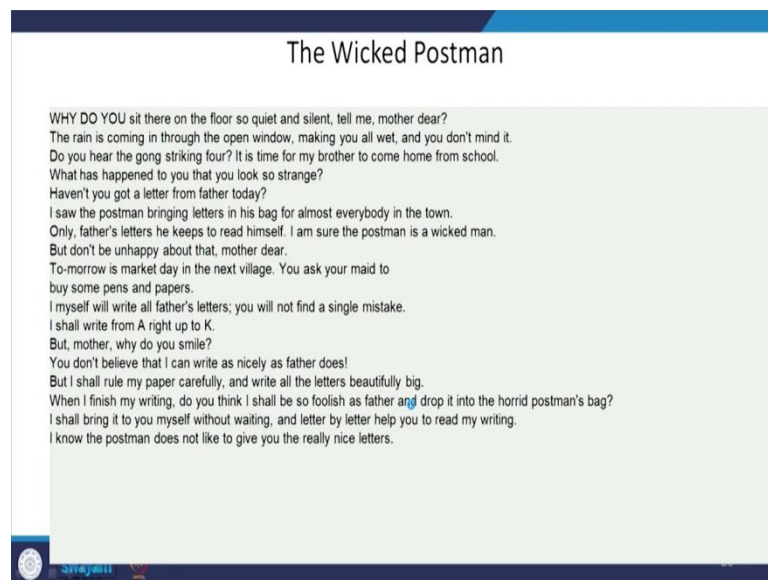 The Wicked Postman
WHY DO YOU sit there on the floor so quiet and silent, tell me, mother dear?
The rain is coming in through the open window, making you all wet, and you don't mind it.
Do you hear the gong striking four? It is time for my brother to come home from school.
What has happened to you that you look so strange?
Haven't you got a letter from father today?
I saw the postman bringing letters in his bag for almost everybody in the town.
Only, father's letters he keeps to read himself. I am sure the postman is a wicked man.
But don't be unhappy about that, mother dear.
To-morrow is market day in the next village. You ask your maid to
buy some pens and papers.
I myself will write all father's letters; you will not find a single mistake.
I shall write from A right up to K.
But, mother, why do you smile?
You don't believe that I can write as nicely as father does!
But I shall rule my paper carefully, and write all the letters beautifully big.
When I finish my writing, do you think I shall be so foolish as father and drop it into the horrid postman's bag?
I shall bring it to you myself without waiting, and letter by letter help you to read my writing.
I know the postman does not like to give you the really nice letters.
swayam